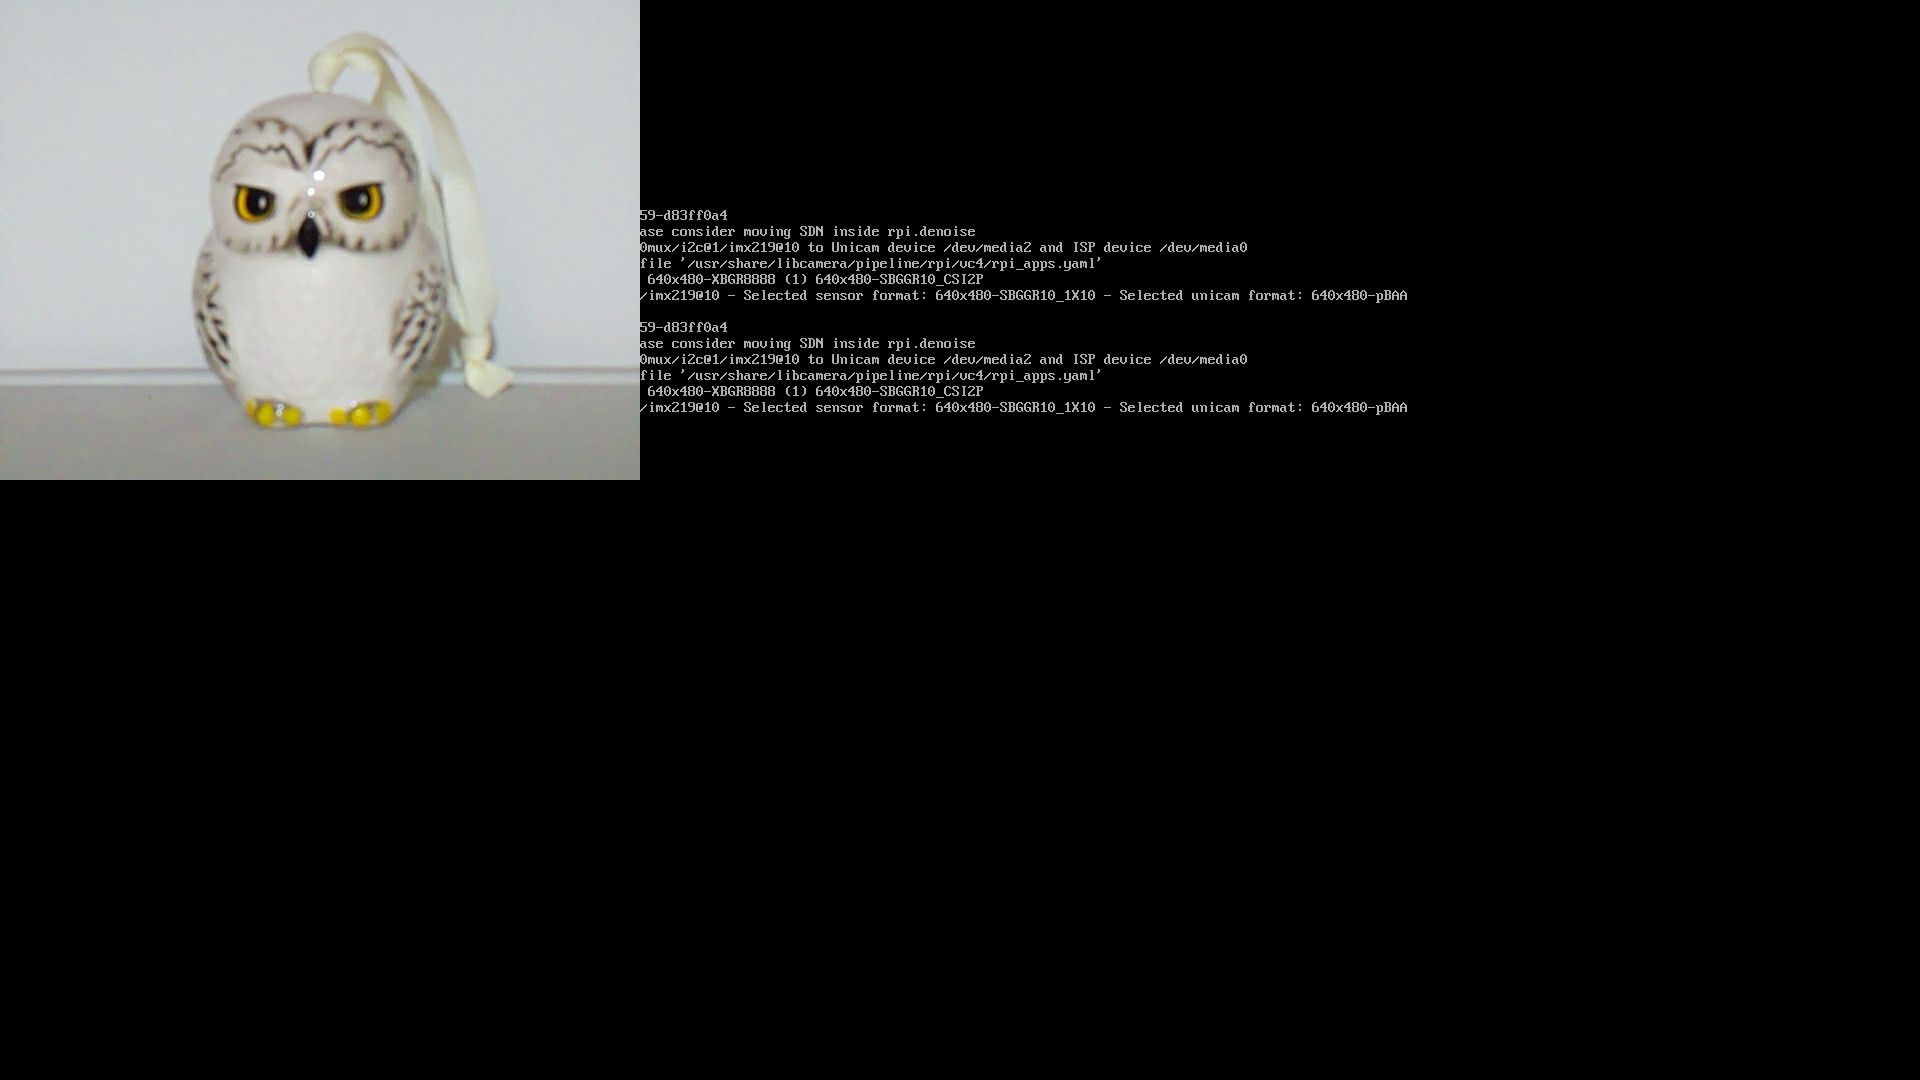 59-d83ff0a4
ase consider moving SDN inside rpi.denoise
0mux/i2c@1/imx219@10 to Unicam device /dev/media2 and ISP device /dev/media0
file '/usr/share/libcamera/pipeline/rpi/vc4/rpi_apps.yaml'
640x480-XBGR8888 (1) 640x480-SBGGR10_CSI2P
/imx219@10 - Selected sensor format: 640x480-SBGGR10_1X10 - Selected unicam format: 640x480-pBAA
59-d83ff0a4
ase consider moving SDN inside rpi.denoise
0mux/i2c@1/imx219@10 to Unicam device /dev/media2 and ISP device /dev/media0
file '/usr/share/libcamera/pipeline/rpi/vc4/rpi_apps.yaml'
640x480-XBGR8888 (1) 640x480-SBGGR10_CSI2P
/imx219@10 - Selected sensor format: 640x480-SBGGR10_1X10 - Selected unicam format: 640x480-pBAA